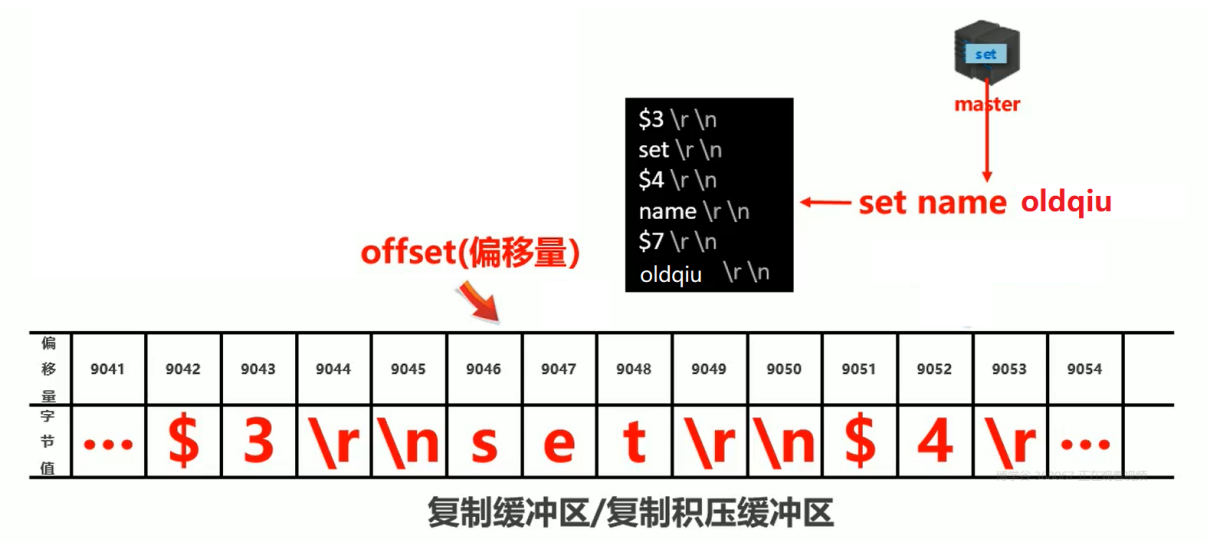 set
master
$3 \r \n
set \r \n
$4 \r \n
name \r \n
$7 \r \n
oldqiu \r \n
set name oldqiu
offset(偏移量)
偏移量 9041 9042 9043 9044 9045 9046 9047 9048 9049 9050 9051 9052 9053 9054
字节值 ... $ 3 \r \n s e t \r \n $ 4 \r ...
复制缓冲区/复制积压缓冲区